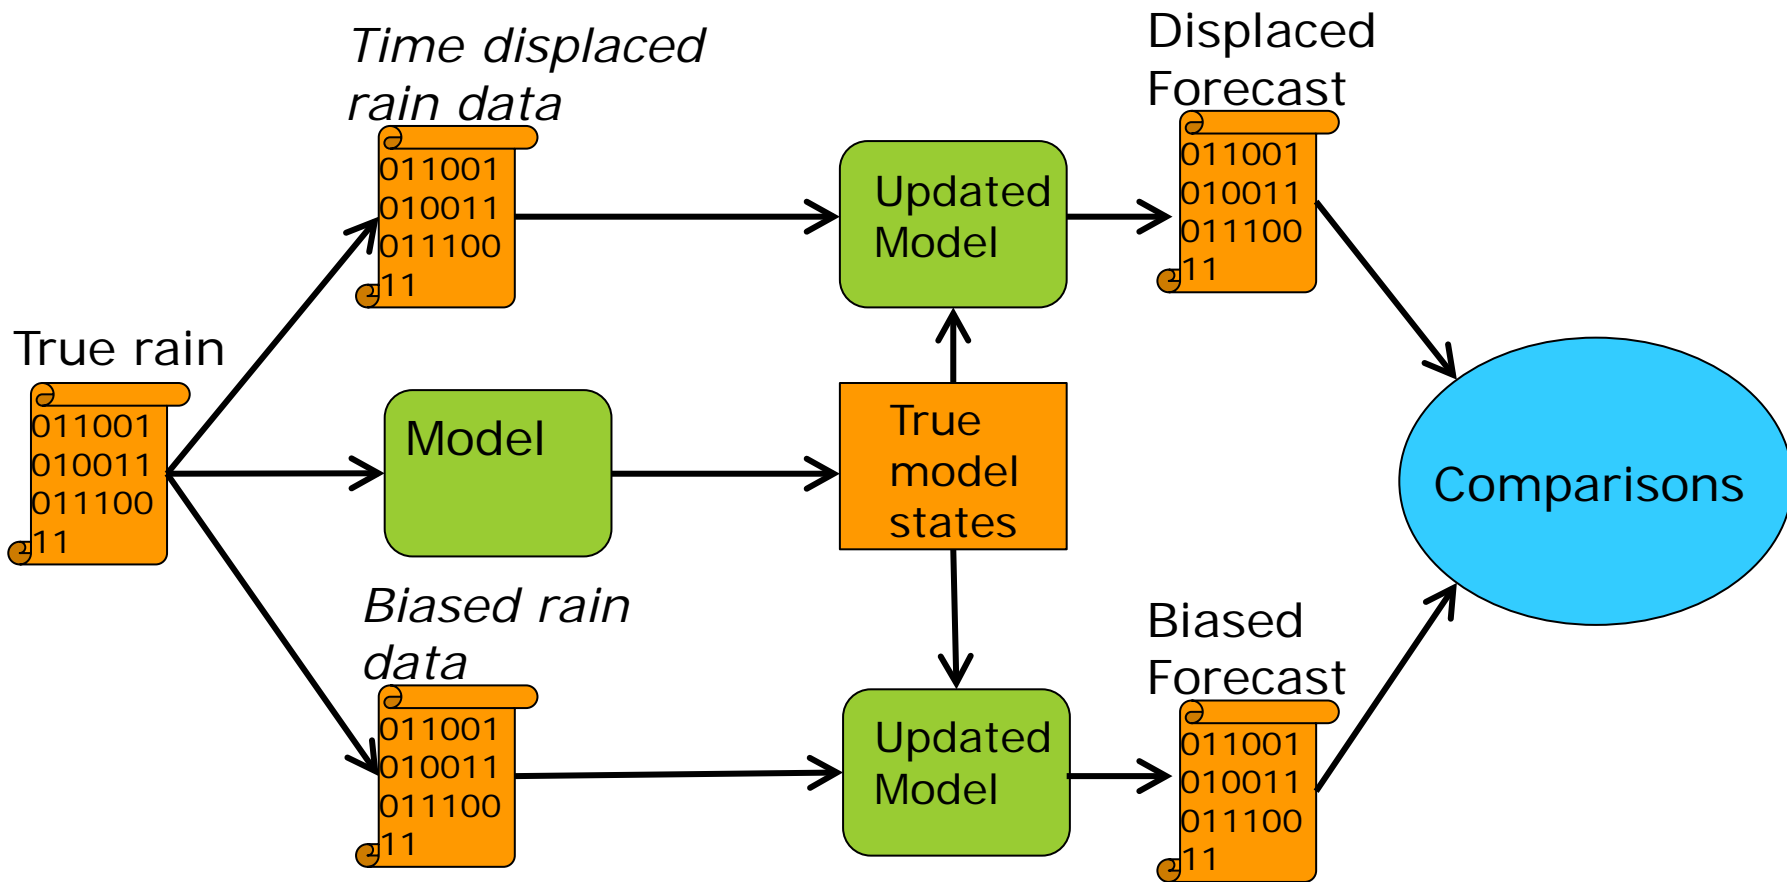 Time displaced
rain data
011001
010011
011100
11
Updated
Model
Displaced
Forecast
011001
010011
011100
11
True rain
011001
010011
011100
11
Model
True
model
states
Comparisons
Biased rain
data
011001
010011
011100
11
Updated
Model
Biased
Forecast
011001
010011
011100
11